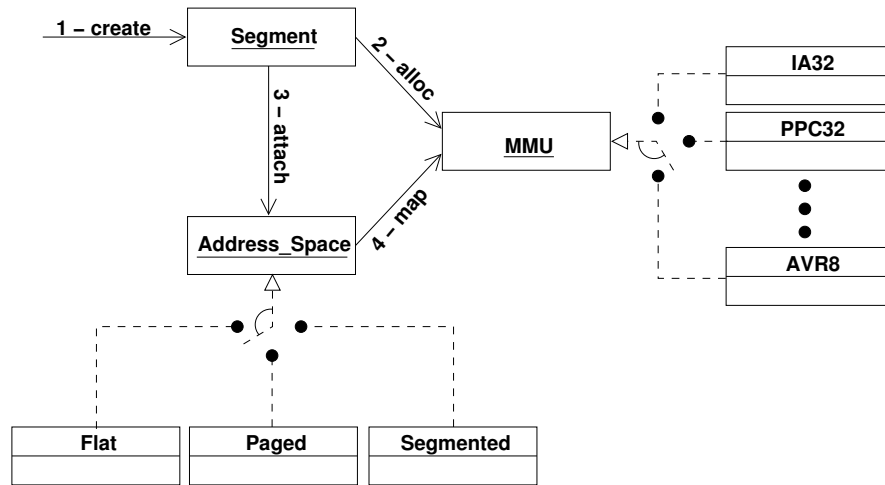 1 – create
Segment
2 – alloc
3 – attach
MMU
4 – map
Address_Space
IA32
PPC32
AVR8
Flat
Paged
Segmented